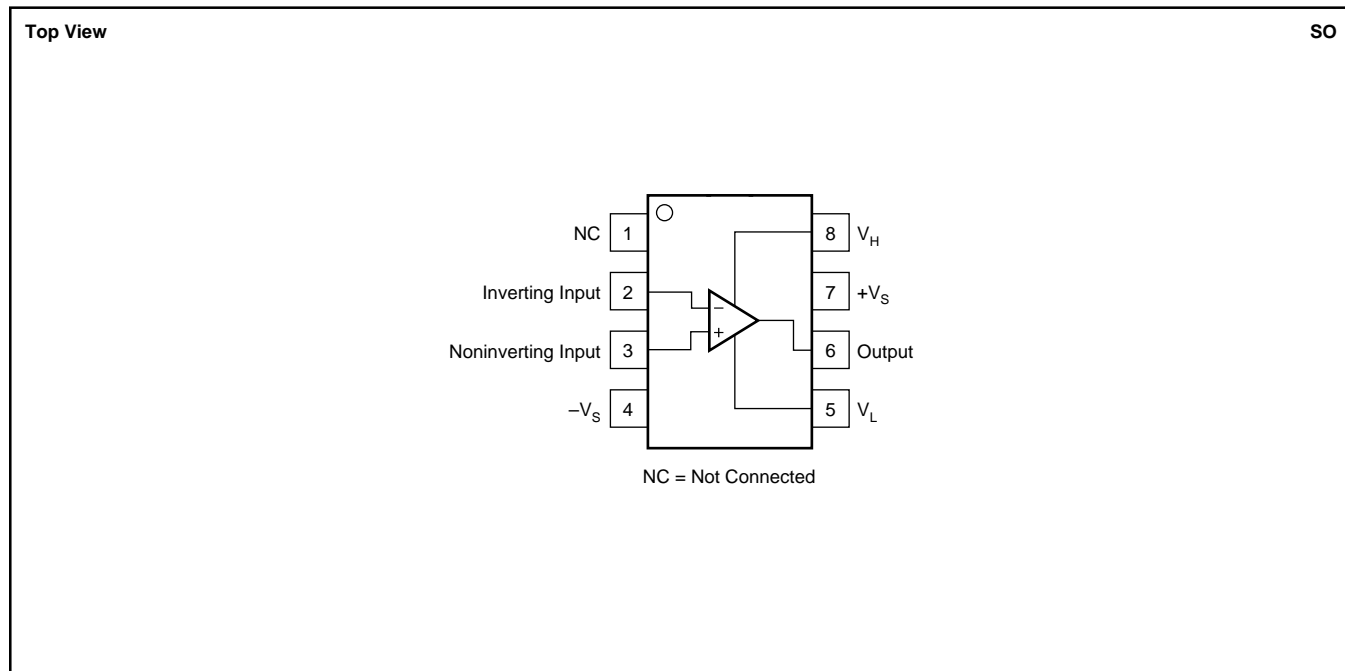 Top View
SO
NC 1
Inverting Input 2
Noninverting Input 3
–VS 4
8 VH
7 +VS
6 Output
5 VL
–
+
NC = Not Connected